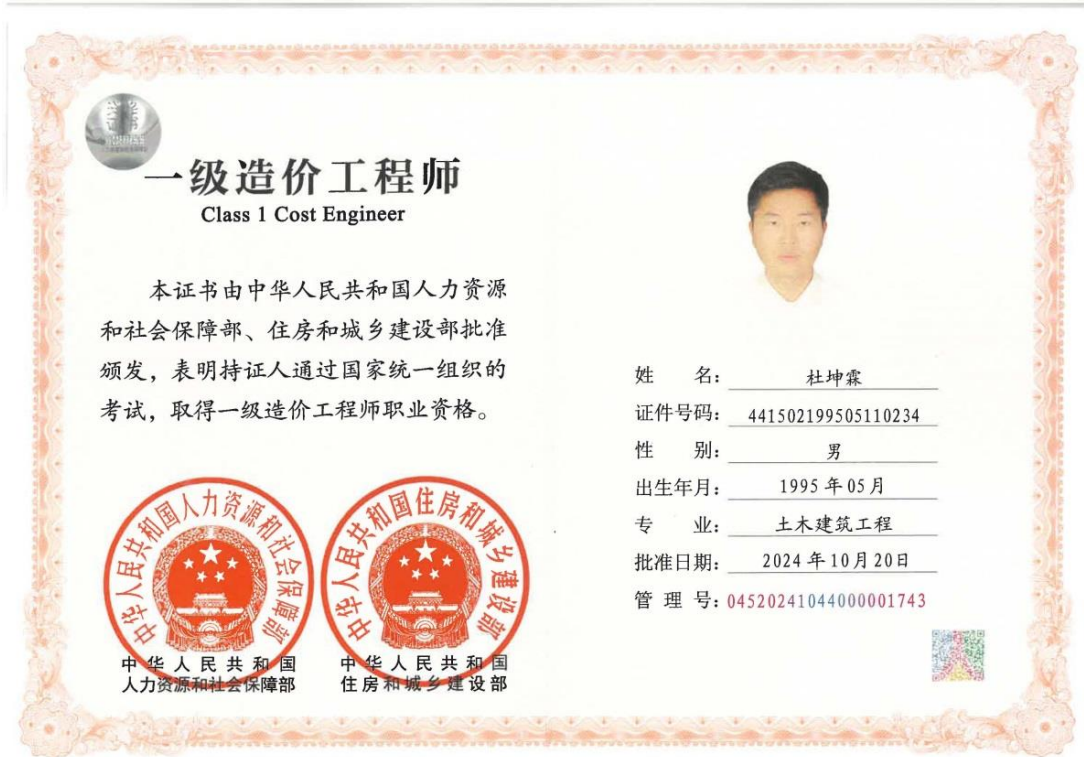 一级造价工程师
Class 1 Cost Engineer
本证书由中华人民共和国人力资源
和社会保障部、住房和城乡建设部批准
颁发，表明持证人通过国家统一组织的
考试，取得一级造价工程师职业资格。
中华人民共和国人力资源和社会保障部
中华人民共和国
人力资源和社会保障部
中华人民共和国住房和城乡建设部
中华人民共和国
住房和城乡建设部
姓 名： 杜坤霖
证件号码： 441502199505110234
性 别： 男
出生年月： 1995年05月
专 业： 土木建筑工程
批准日期： 2024年10月20日
管 理 号： 04520241044000001743